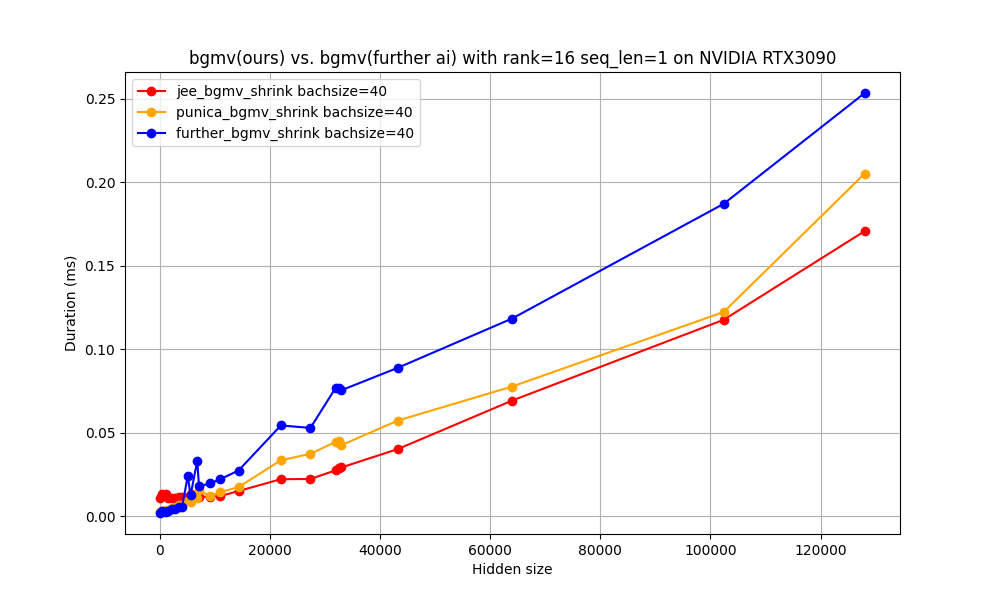 bgmv(ours) vs. bgmv(further ai) with rank=16 seq_len=1 on NVIDIA RTX3090
jee_bgmv_shrink bachsize=40
punica_bgmv_shrink bachsize=40
further_bgmv_shrink bachsize=40
Duration (ms)
0.25
0.20
0.15
0.10
0.05
0.00
0 20000 40000 60000 80000 100000 120000
Hidden size